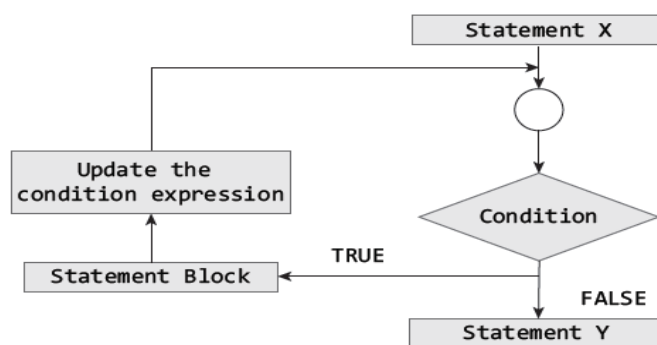 Statement X
Update the
condition expression
Condition
TRUE
Statement Block
FALSE
Statement Y